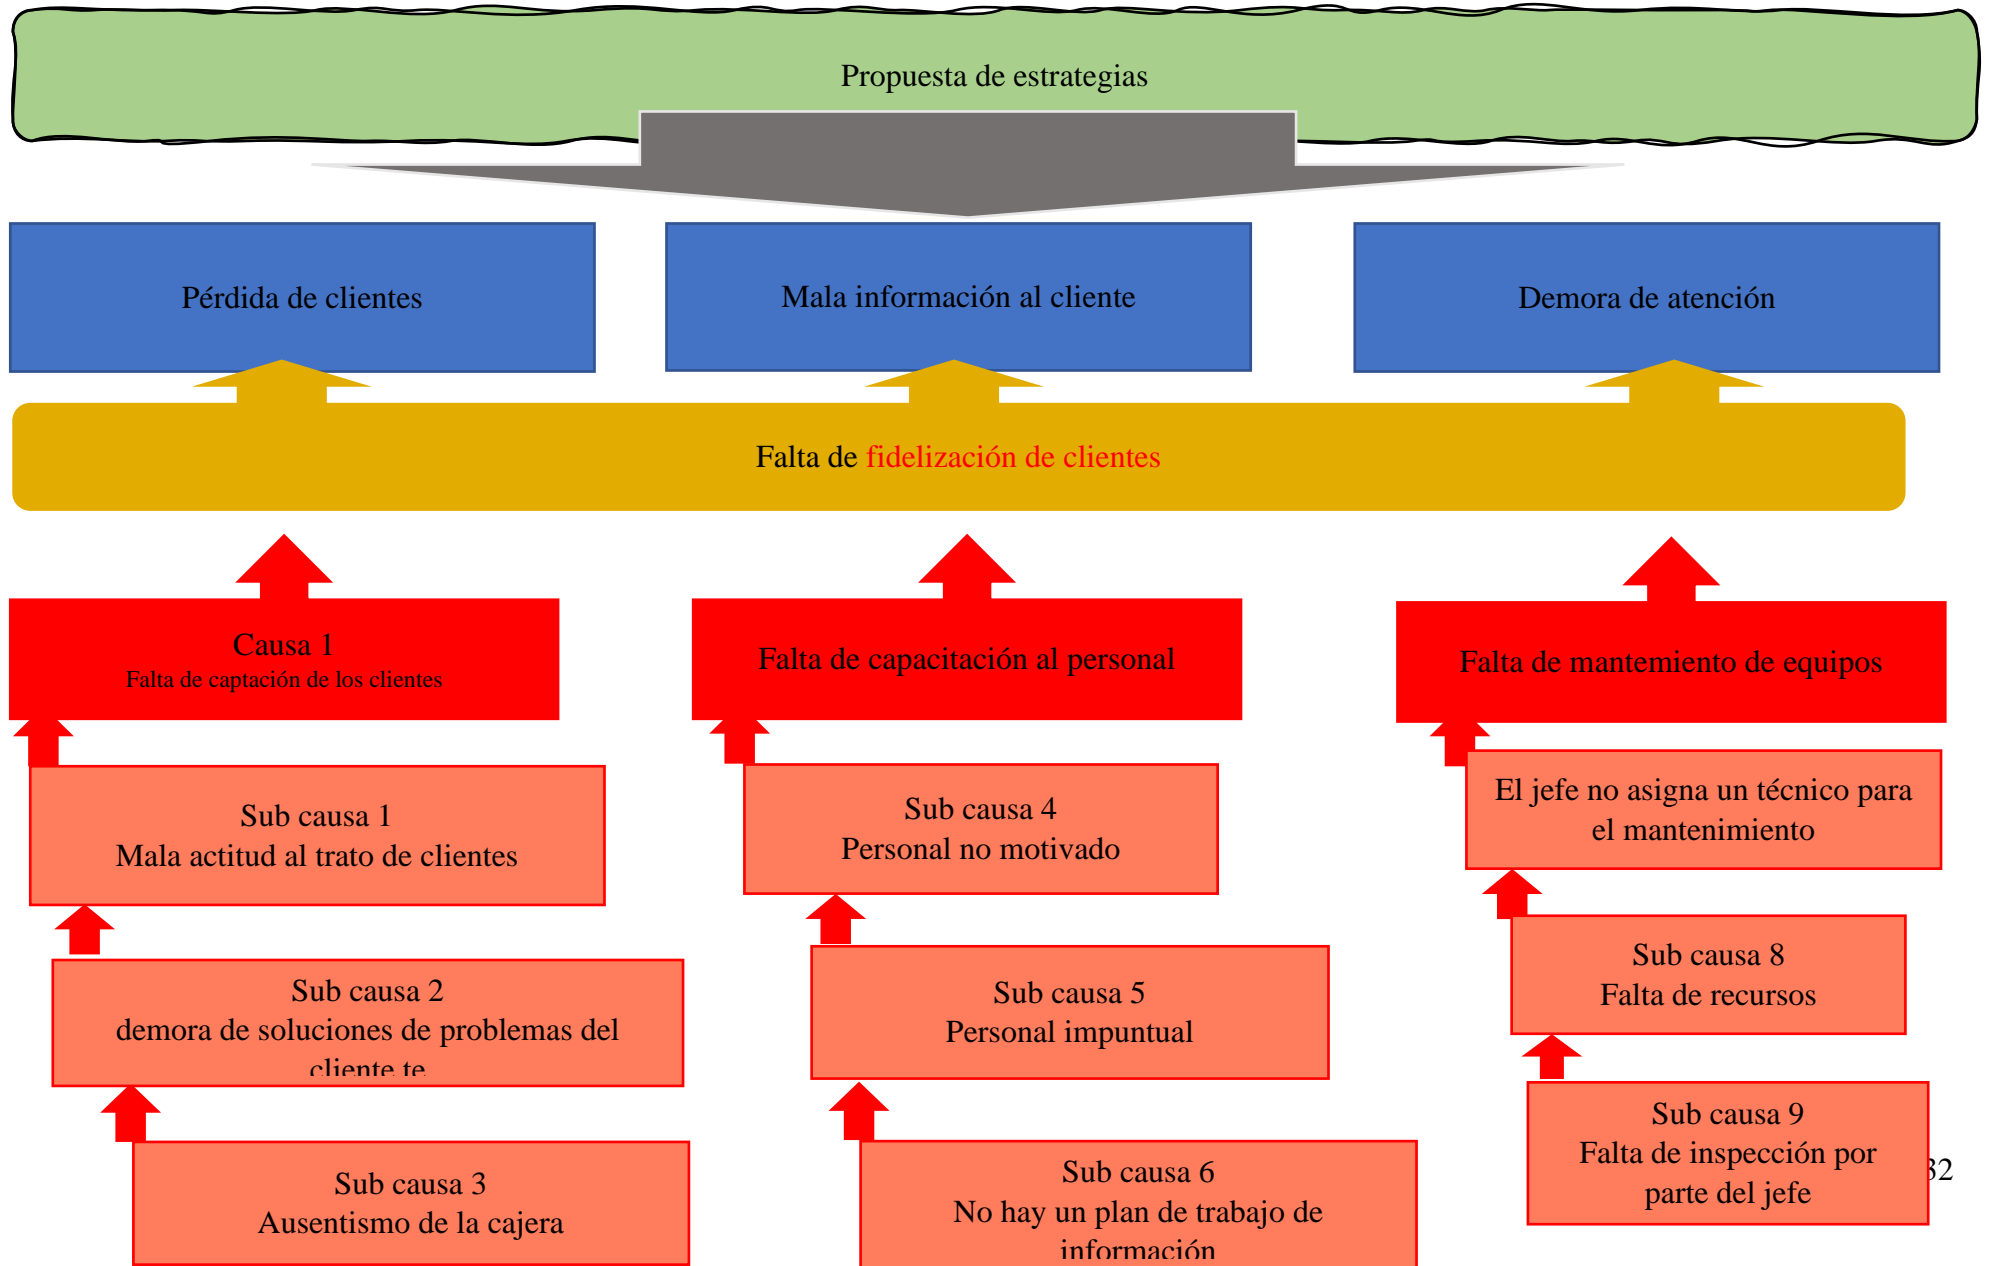 Propuesta de estrategias
Pérdida de clientes
Mala información al cliente
Demora de atención
Falta de fidelización de clientes
Causa 1
Falta de captación de los clientes
Falta de capacitación al personal
Falta de mantemiento de equipos
Sub causa 1
Mala actitud al trato de clientes
Sub causa 4
Personal no motivado
El jefe no asigna un técnico para
el mantenimiento
Sub causa 2
demora de soluciones de problemas del
cliente te
Sub causa 5
Personal impuntual
Sub causa 8
Falta de recursos
Sub causa 3
Ausentismo de la cajera
Sub causa 6
No hay un plan de trabajo de
información
Sub causa 9
Falta de inspección por
parte del jefe
32